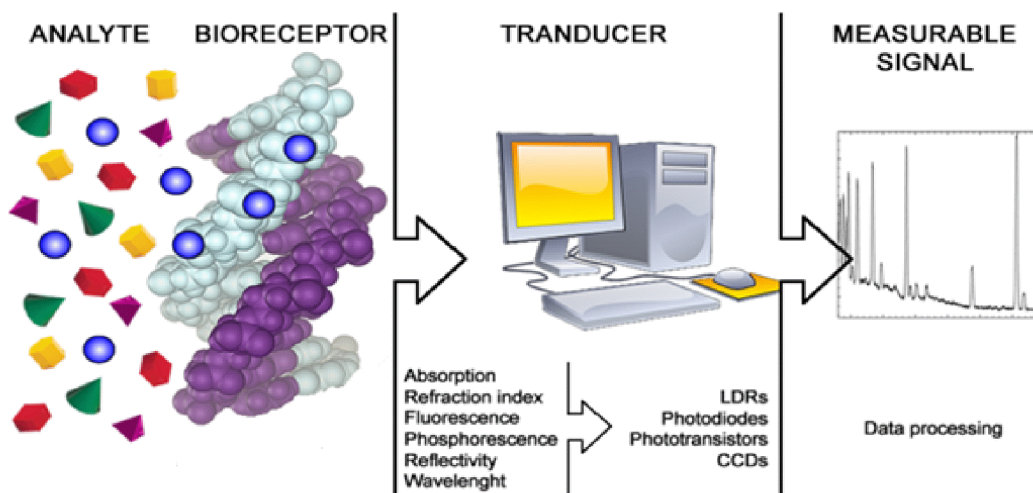 ANALYTE
BIORECEPTOR
TRANDUCER
MEASURABLE
SIGNAL
Absorption
Refraction index
Fluorescence
Phosphorescence
Reflectivity
Wavelenght
LDRs
Photodiodes
Phototransistors
CCDs
Data processing